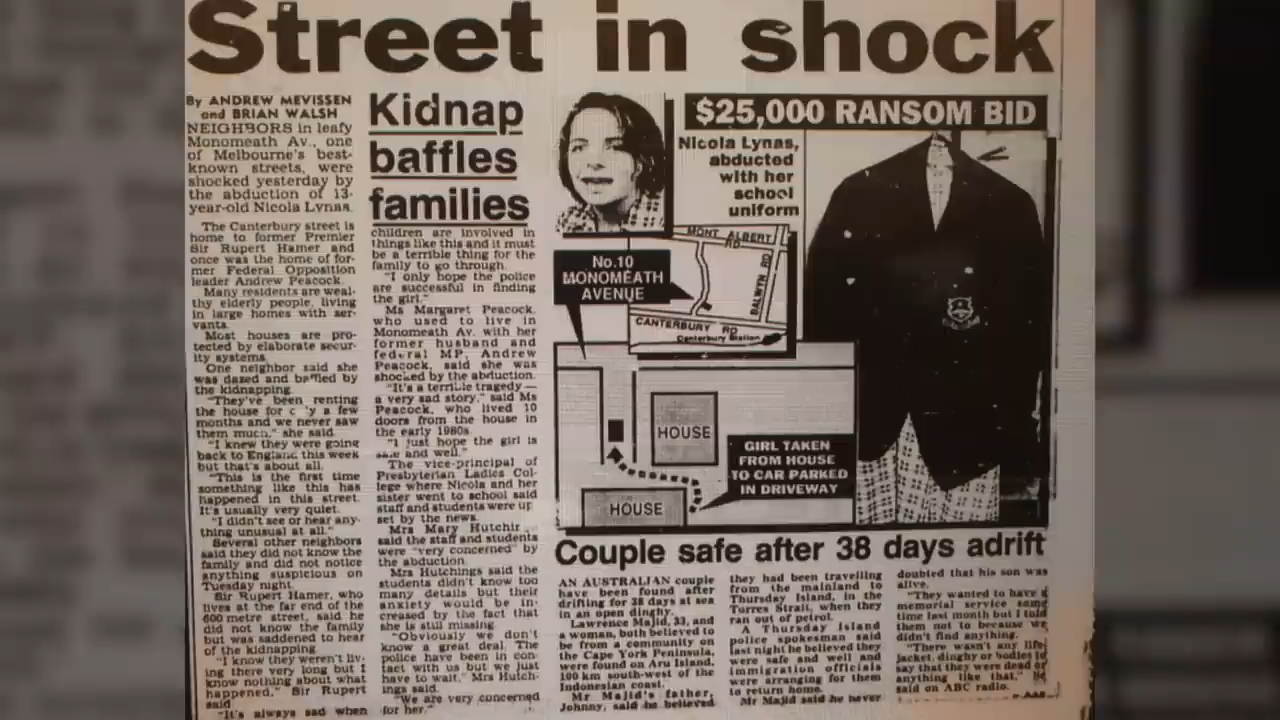 Street in shock
By ANDREW MEVISSEN
and BRIAN WALSH
NEIGHBORS in leafy
Monomeath Av., one
of Melbourne's best-
known streets, were
shocked yesterday by
the abduction of 13-
year-old Nicola Lynas.
The Canterbury street is
home to former Premier
Sir Rupert Hamer and
once was the home of for-
mer Federal Opposition
leader Andrew Peacock.
Many residents are weal-
thy elderly people, living
in large homes with ser-
vants.
Most houses are pro-
tected by elaborate secur-
ity systems.
One neighbor said she
was dazed and baffled by
the kidnapping.
"They've been renting
the house for a few
months and we never saw
them much," she said.
"I knew they were going
back to England this week
but that's about all.
"This is the first time
something like this has
happened in this street.
It's usually very quiet.
"I didn't see or hear any-
thing unusual at all."
Several other neighbors
said they did not know the
family and did not notice
anything suspicious on
Tuesday night.
Sir Rupert Hamer, who
lives at the far end of the
600 metre street, said he
did not know the family
but was saddened to hear
of the kidnapping.
"I know they weren't liv-
ing there very long but I
know nothing about what
happened," Sir Rupert
said
"It's always sad when
Kidnap
baffles
families
children are involved in
things like this and it must
be a terrible thing for the
family to go through.
"I only hope the police
are successful in finding
the girl."
Ms Margaret Peacock,
who used to live in
Monomeath Av. with her
former husband and
federal MP, Andrew
Peacock, said she was
shocked by the abduction.
"It's a terrible tragedy —
a very sad story," said Ms
Peacock, who lived 10
doors from the house in
the early 1980s.
"I just hope the girl is
safe and well."
The vice-principal of
Presbyterian Ladies Col-
lege where Nicola and her
sister went to school said
staff and students were up
set by the news.
Mrs Mary Hutchir
said the staff and students
were "very concerned" by
the abduction.
Mrs Hutchings said the
students didn't know too
many details but their
anxiety would be in-
creased by the fact that
she is still missing.
"Obviously we don't
know a great deal. The
police have been in con-
tact with us but we just
have to wait," Mrs Hutch-
ings said.
"We are very concerned
for her."
$25,000 RANSOM BID
Nicola Lynas,
abducted
with her
school
uniform
MONT ALBERT
RD
BALWYN RD
No.10
MONOMEATH
AVENUE
CANTERBURY RD
Canterbury Station
HOUSE
GIRL TAKEN
FROM HOUSE
TO CAR PARKED
IN DRIVEWAY
HOUSE
Couple safe after 38 days adrift
AN AUSTRALIAN couple
have been found after
drifting for 38 days at sea
in an open dinghy.
Lawrence Majid, 33, and
a woman, both believed to
be from a community on
the Cape York Peninsula,
were found on Aru Island,
100 km south-west of the
Indonesian coast.
Mr Majid's father,
Johnny, said he believed
they had been travelling
from the mainland to
Thursday Island, in the
Torres Strait, when they
ran out of petrol.
A Thursday Island
police spokesman said
last night he believed they
were safe and well and
immigration officials
were arranging for them
to return home.
Mr Majid said he never
doubted that his son was
alive.
"They wanted to have a
memorial service some
time last month but I told
them not to because we
didn't find anything.
"There wasn't any life
jacket, dinghy or bodies to
say that they were dead or
anything like that," he
said on ABC radio.